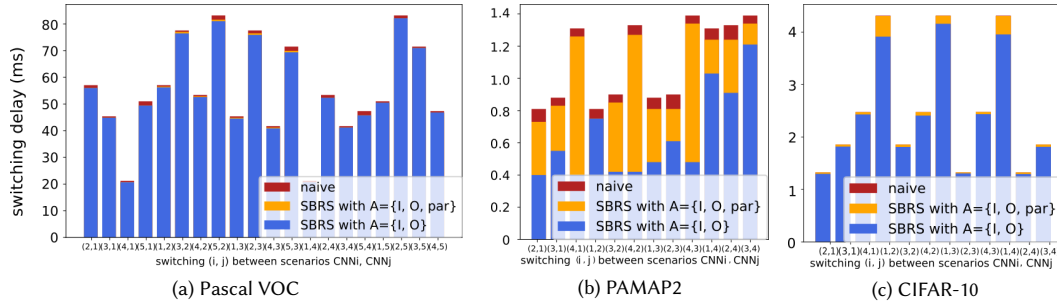 switching delay (ms)
80
70
60
50
40
30
20
10
0
naive
SBRS with A={I, O, par}
SBRS with A={I, O}
(2,1)(3,1)(4,1)(5,1)(1,2)(3,2)(4,2)(5,2)(1,3)(2,3)(4,3)(5,3)(1,4)(2,4)(3,4)(5,4)(1,5)(2,5)(3,5)(4,5)
switching (i, j) between scenarios CNNi, CNNj
(a) Pascal VOC
1.4
1.2
1.0
0.8
0.6
0.4
0.2
0
naive
SBRS with A={I, O, par}
SBRS with A={I, O}
(2,1)(3,1)(4,1)(1,2)(3,2)(4,2)(1,3)(2,3)(4,3)(1,4)(2,4)(3,4)
switching (i, j) between scenarios CNNi, CNNj
(b) PAMAP2
4
3
2
1
0
naive
SBRS with A={I, O, par}
SBRS with A={I, O}
(2,1)(3,1)(4,1)(1,2)(3,2)(4,2)(1,3)(2,3)(4,3)(1,4)(2,4)(3,4)
switching (i, j) between scenarios CNNi, CNNj
(c) CIFAR-10